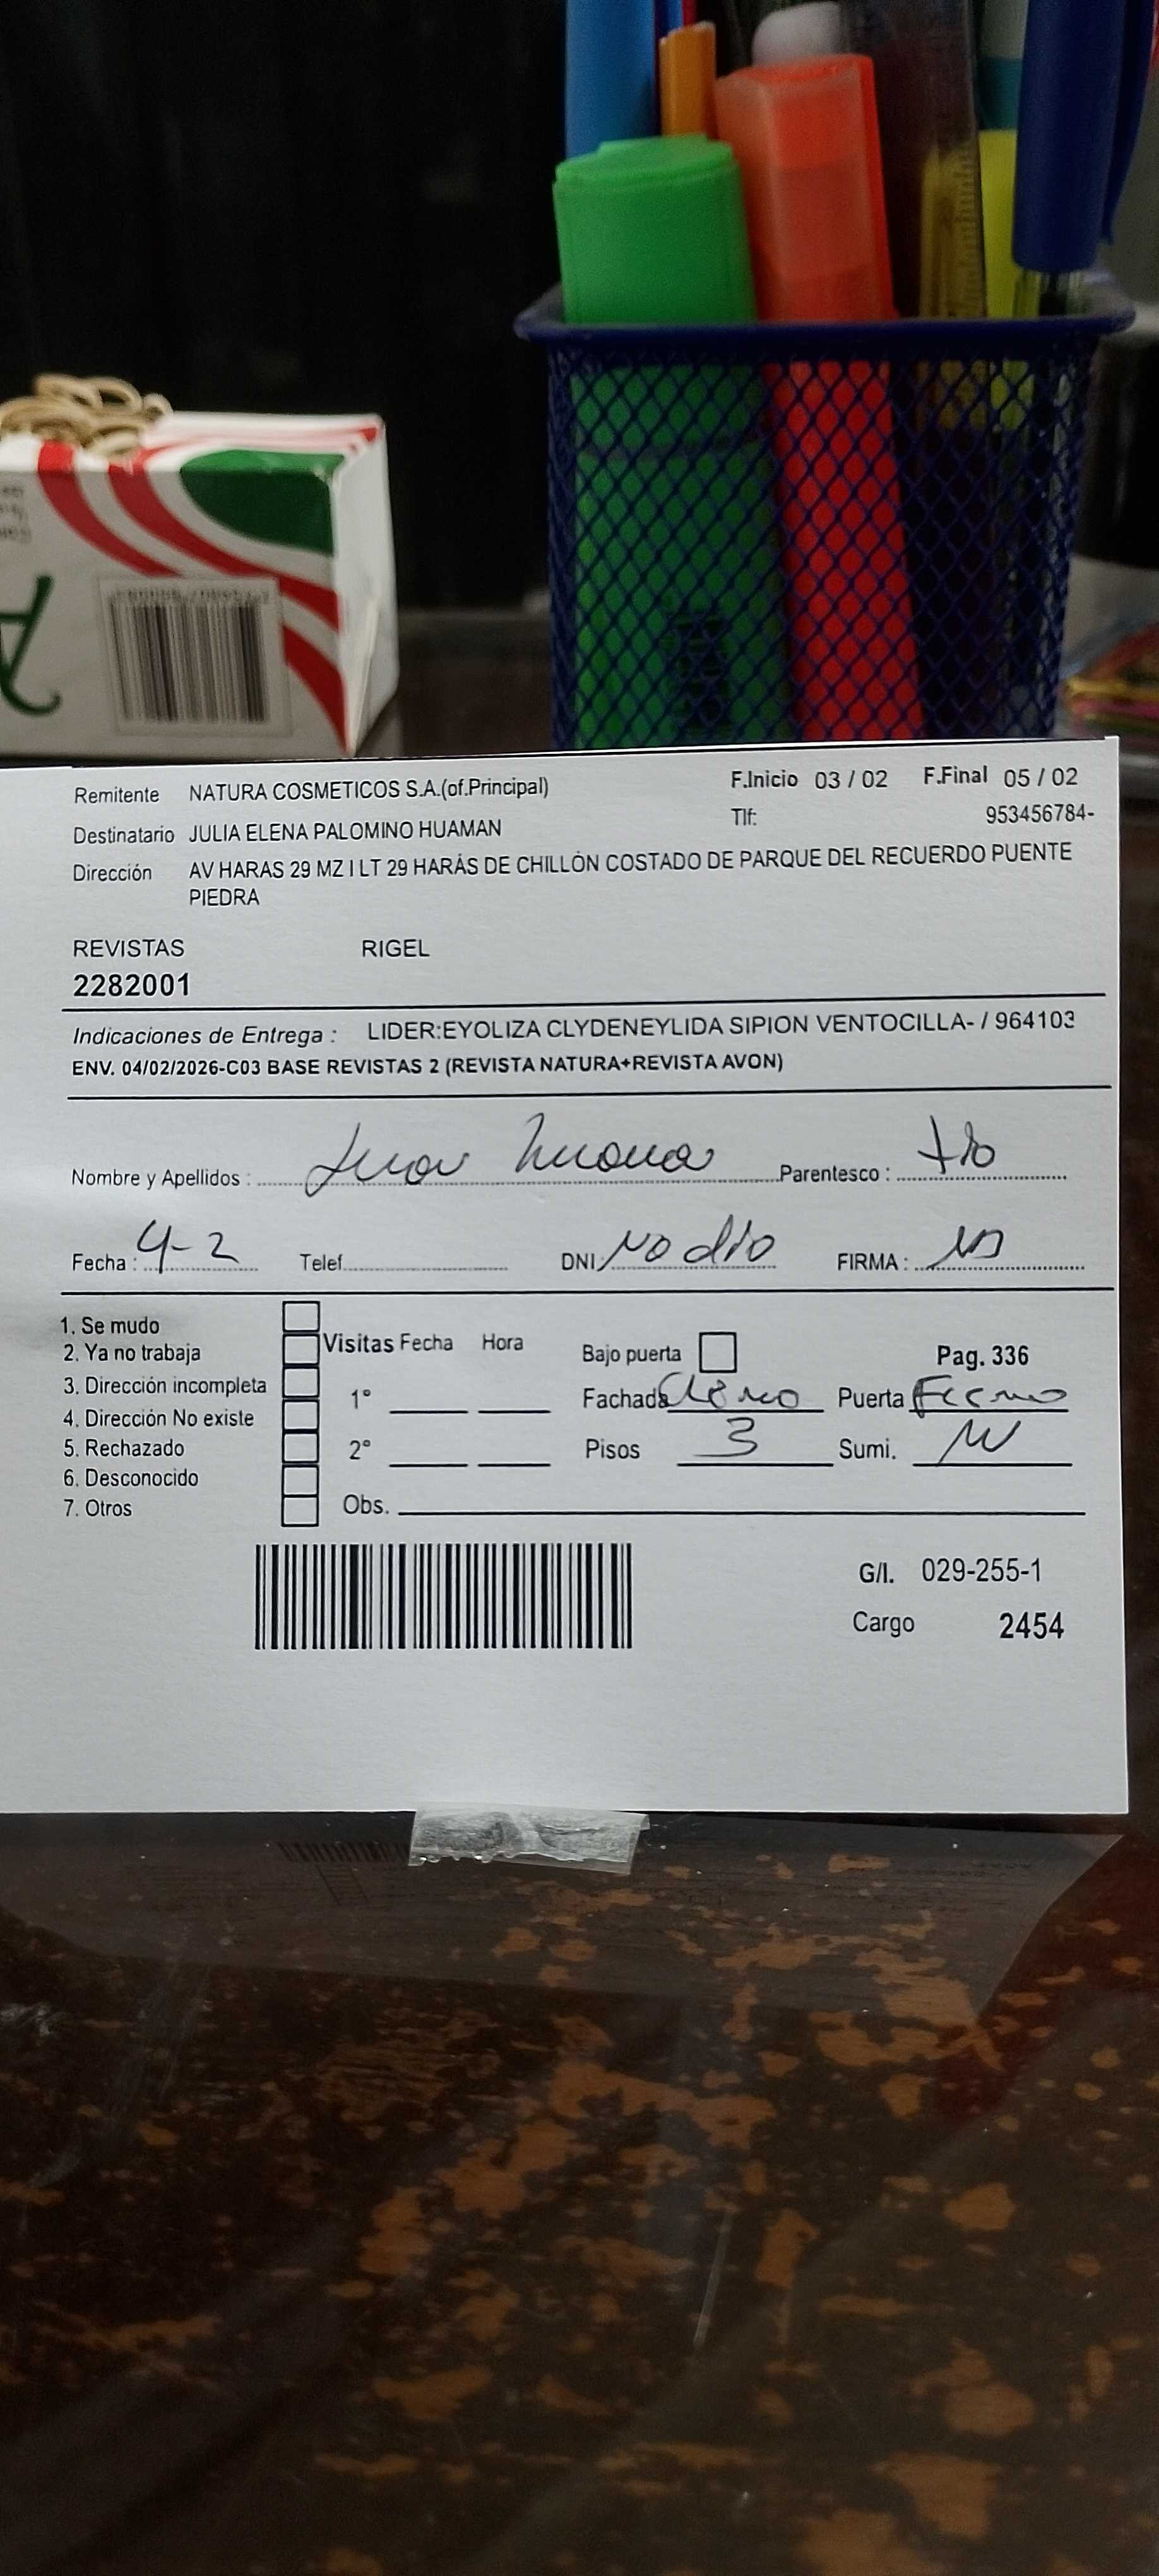 Remitente NATURA COSMETICOS S.A.(of.Principal) F.Inicio 03 / 02 F.Final 05 / 02
Destinatario JULIA ELENA PALOMINO HUAMAN Tlf: 953456784-
Dirección AV HARAS 29 MZ I LT 29 HARÁS DE CHILLÓN COSTADO DE PARQUE DEL RECUERDO PUENTE
PIEDRA
REVISTAS RIGEL
2282001
Indicaciones de Entrega : LIDER:EYOLIZA CLYDENEYLIDA SIPION VENTOCILLA- / 964103
ENV. 04/02/2026-C03 BASE REVISTAS 2 (REVISTA NATURA+REVISTA AVON)
Nombre y Apellidos : Parentesco : tio
Fecha : 4-2 Telef. DNI: No dio FIRMA :
1. Se mudo
2. Ya no trabaja
3. Dirección incompleta
4. Dirección No existe
5. Rechazado
6. Desconocido
7. Otros
Visitas Fecha Hora
1°
2°
Obs.
Bajo puerta Pag. 336
Fachada Puerta
Pisos 3 Sumi.
G/I. 029-255-1
Cargo 2454